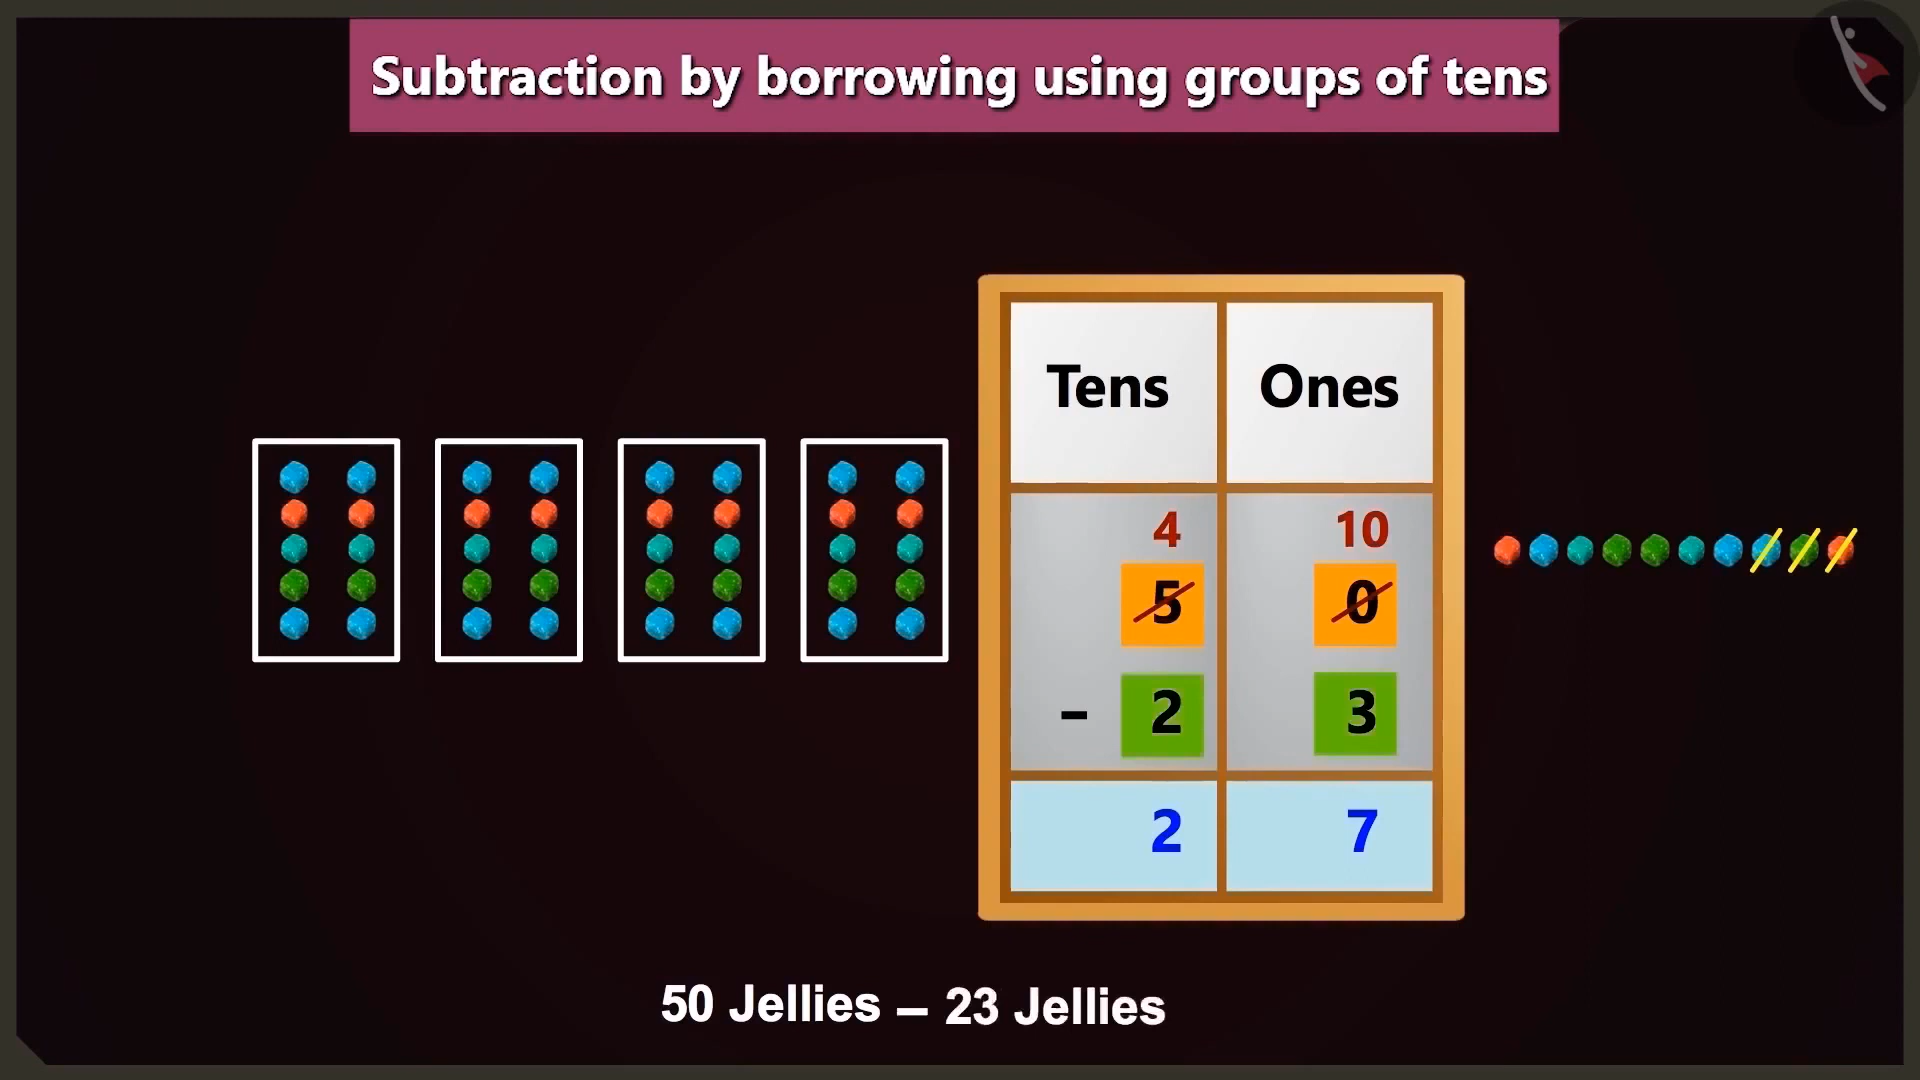 Subtraction by borrowing using groups of tens
Tens Ones
4 10
5 0
- 2 3
2 7
50 Jellies – 23 Jellies